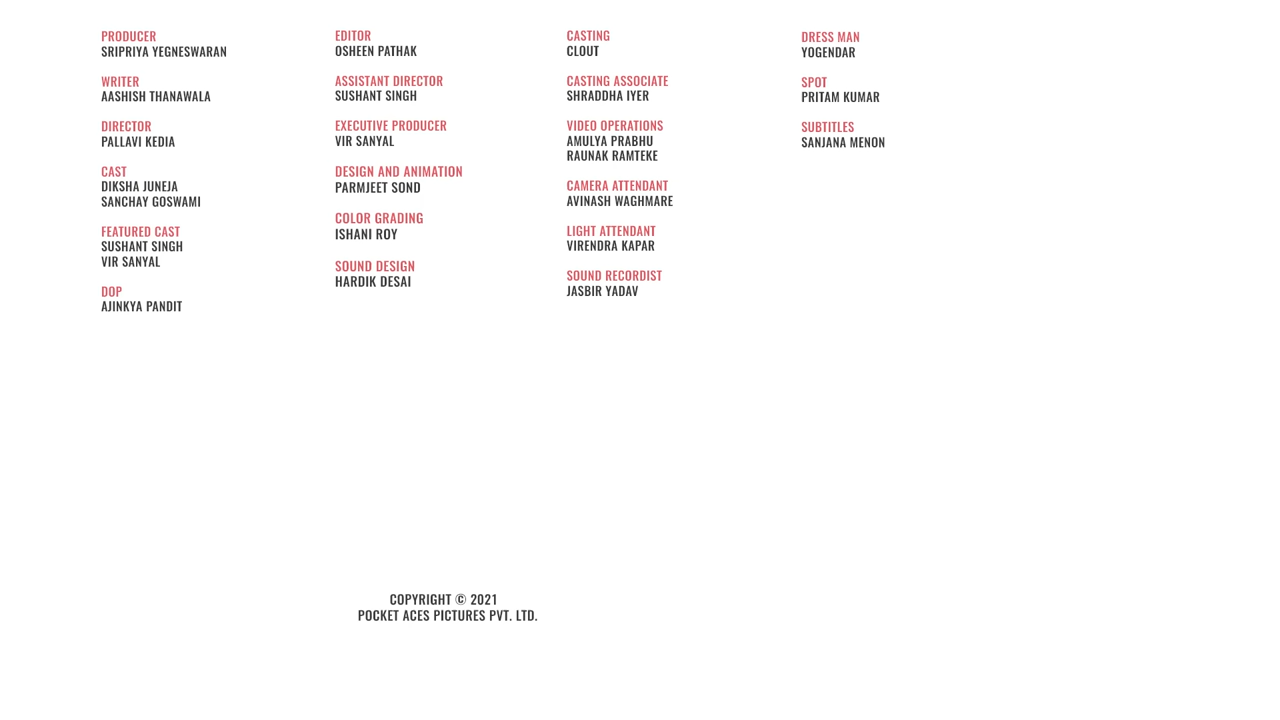 PRODUCER
SRIPRIYA YEGNESWARAN
WRITER
AASHISH THANAWALA
DIRECTOR
PALLAVI KEDIA
CAST
DIKSHA JUNEJA
SANCHAY GOSWAMI
FEATURED CAST
SUSHANT SINGH
VIR SANYAL
DOP
AJINKYA PANDIT
EDITOR
OSHEEN PATHAK
ASSISTANT DIRECTOR
SUSHANT SINGH
EXECUTIVE PRODUCER
VIR SANYAL
DESIGN AND ANIMATION
PARMJEET SOND
COLOR GRADING
ISHANI ROY
SOUND DESIGN
HARDIK DESAI
CASTING
CLOUT
CASTING ASSOCIATE
SHRADDHA IYER
VIDEO OPERATIONS
AMULYA PRABHU
RAUNAK RAMTEKE
CAMERA ATTENDANT
AVINASH WAGHMARE
LIGHT ATTENDANT
VIRENDRA KAPAR
SOUND RECORDIST
JASBIR YADAV
DRESS MAN
YOGENDAR
SPOT
PRITAM KUMAR
SUBTITLES
SANJANA MENON
COPYRIGHT © 2021
POCKET ACES PICTURES PVT. LTD.